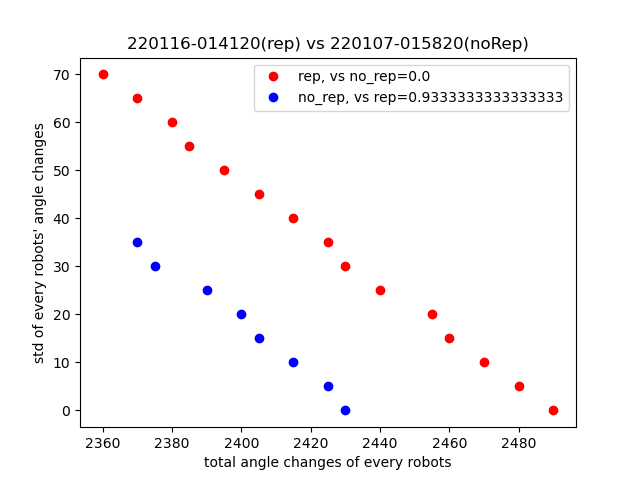 220116-014120(rep) vs 220107-015820(noRep)
rep, vs no_rep=0.0
no_rep, vs rep=0.9333333333333333
std of every robots' angle changes
70
60
50
40
30
20
10
0
2360 2380 2400 2420 2440 2460 2480
total angle changes of every robots